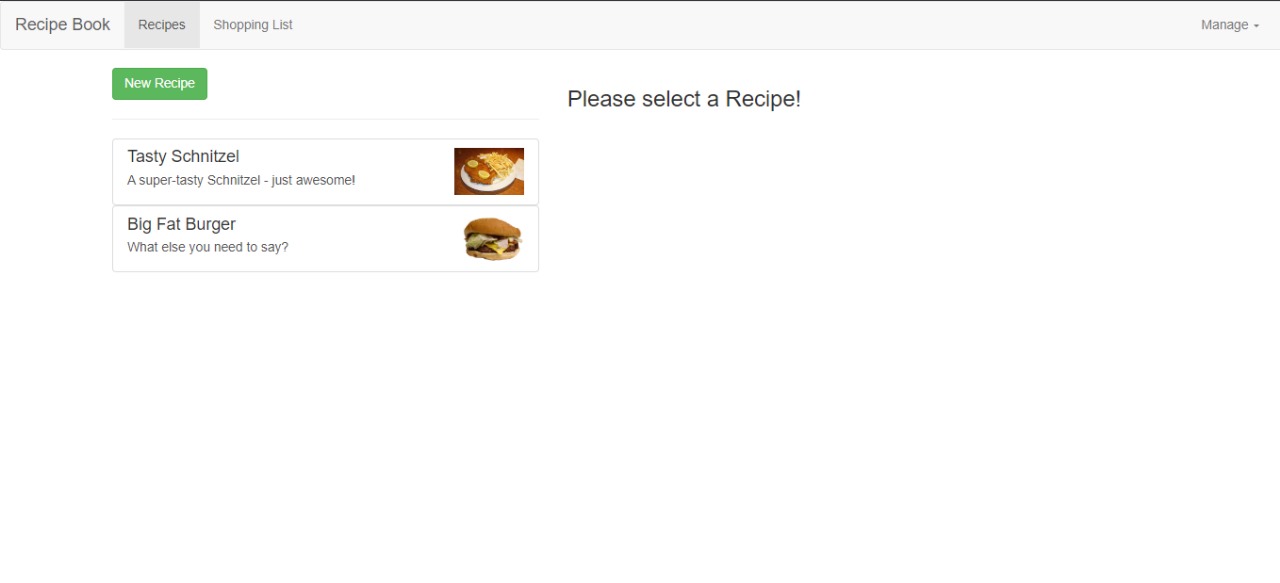 Recipe Book Recipes Shopping List Manage
New Recipe
Please select a Recipe!
Tasty Schnitzel
A super-tasty Schnitzel - just awesome!
Big Fat Burger
What else you need to say?